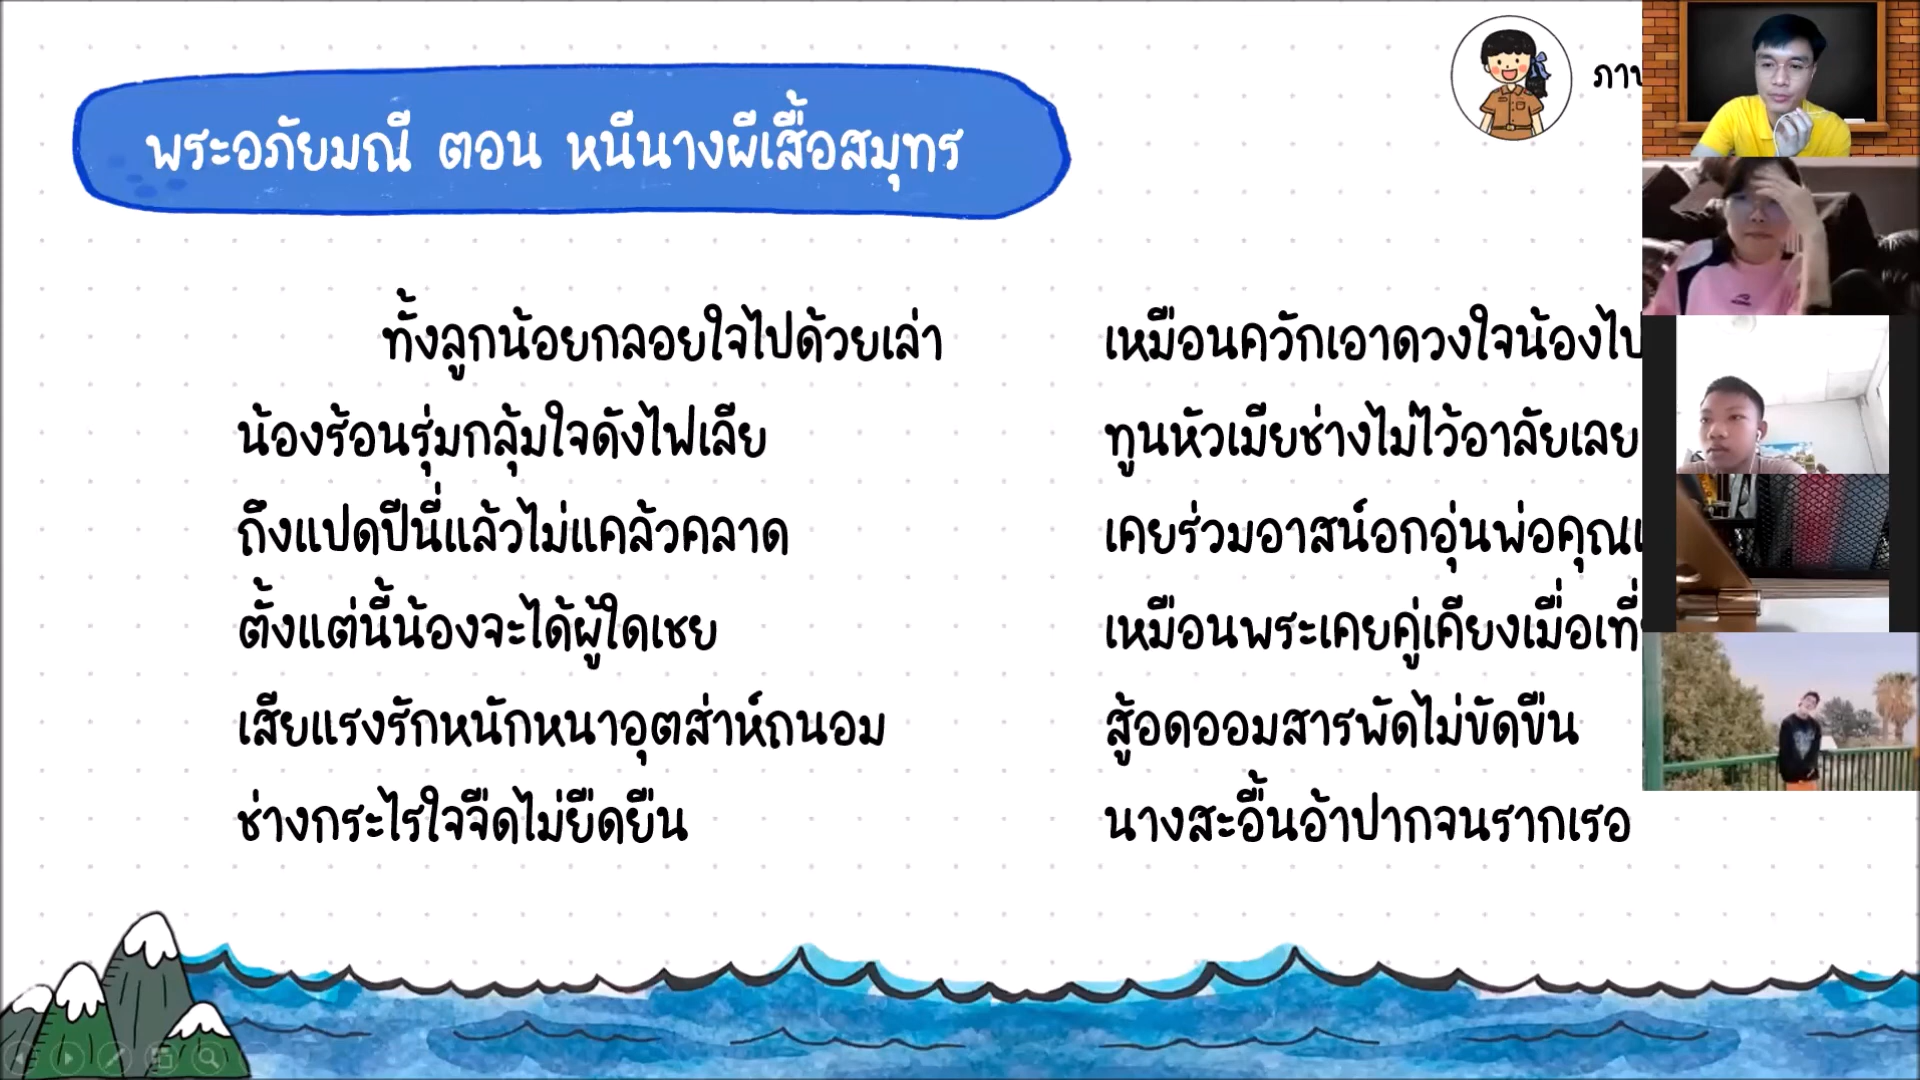 พระอภัยมณี ตอน หนีนางผีเสื้อสมุทร
ทั้งลูกน้อยกลอยใจไปด้วยเล่า เหมือนควักเอาดวงใจน้องไป
น้องร้อนรุ่มกลุ้มใจดังไฟเลีย ทูนหัวเมียช่างไม่ไว้อาลัยเลย
ถึงแปดปีนี่แล้วไม่แคล้วคลาด เคยร่วมอาสน์อกอุ่นพ่อคุณ
ตั้งแต่นี้น้องจะได้ผู้ใดเชย เหมือนพระเคยคู่เคียงเมื่อ
เสียแรงรักหนักหนาอุตส่าห์ถนอม สู้อดออมสารพัดไม่ขัดขืน
ช่างกระไรใจจืดไม่ยืดยืน นางสะอื้นอ้าปากจนรากเรอ